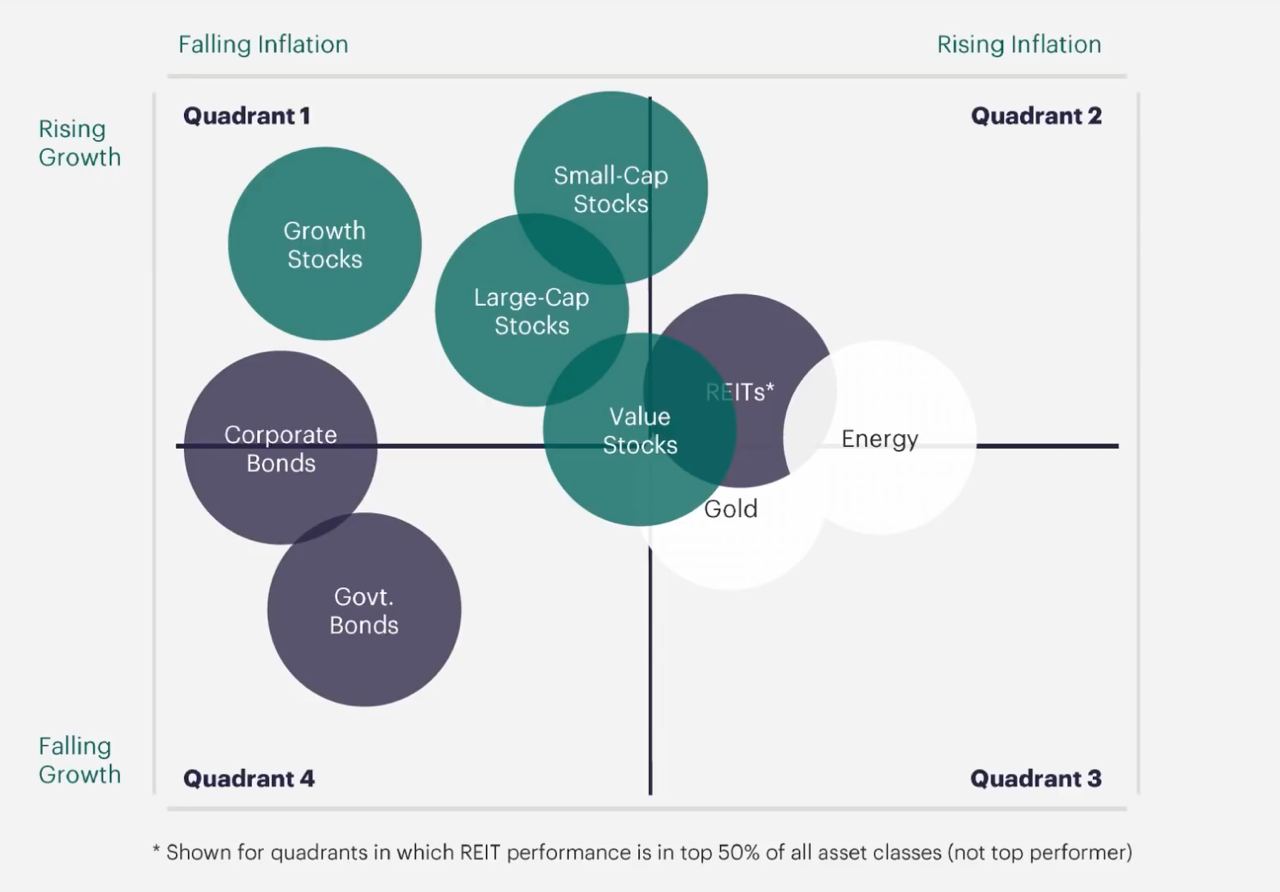 Falling Inflation
Rising Inflation
Rising
Growth
Quadrant 1
Quadrant 2
Small-Cap
Stocks
Growth
Stocks
Large-Cap
Stocks
REITs*
Value
Stocks
Energy
Corporate
Bonds
Gold
Govt.
Bonds
Falling
Growth
Quadrant 4
Quadrant 3
* Shown for quadrants in which REIT performance is in top 50% of all asset classes (not top performer)